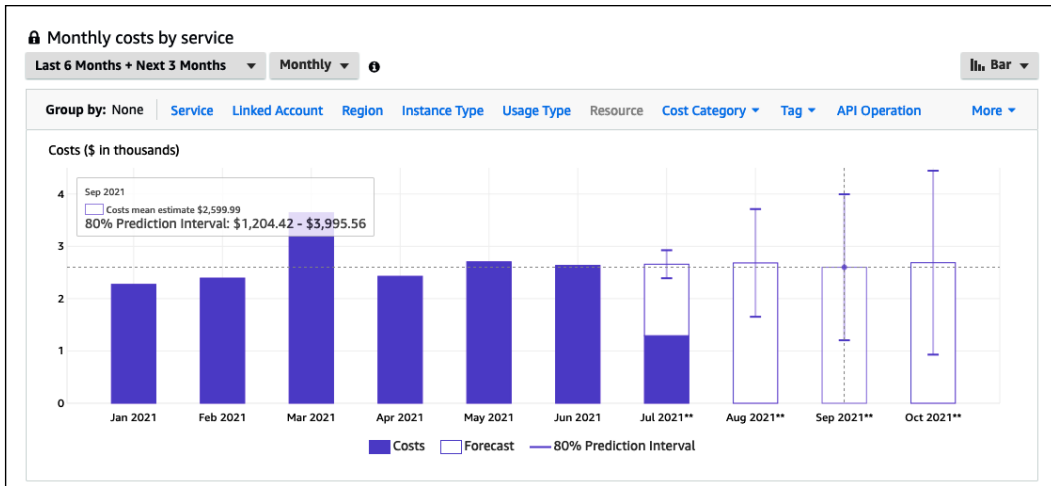 Monthly costs by service
Last 6 Months + Next 3 Months Monthly Bar
Group by: None Service Linked Account Region Instance Type Usage Type Resource Cost Category Tag API Operation More
Costs ($ in thousands)
4
Sep 2021
Costs mean estimate $2,599.99
80% Prediction Interval: $1,204.42 - $3,995.56
3
2
1
0
Jan 2021 Feb 2021 Mar 2021 Apr 2021 May 2021 Jun 2021 Jul 2021** Aug 2021** Sep 2021** Oct 2021**
Costs Forecast 80% Prediction Interval